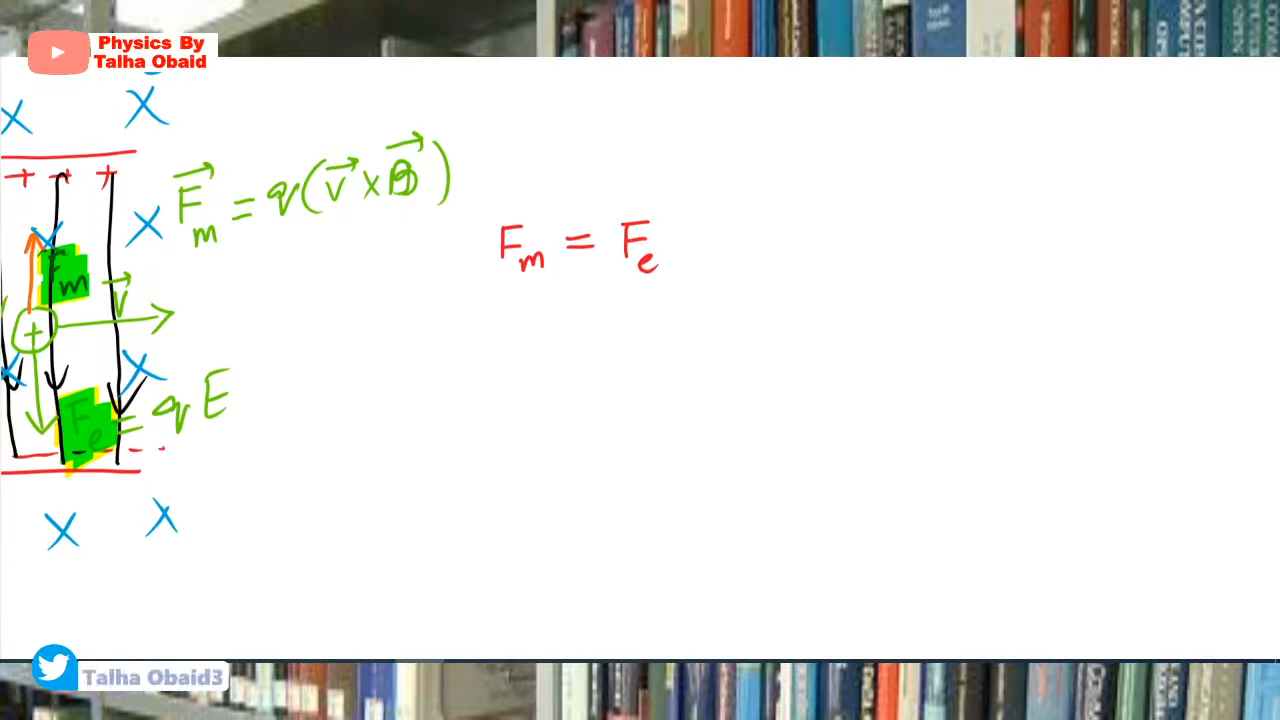 Physics By
Talha Obaid
X X
+ + +
X X
F⃗m = q(v⃗ x B⃗)
Fm = Fe
Fm
v⃗
+
X X
Fe = qE
X X
Talha Obaid3